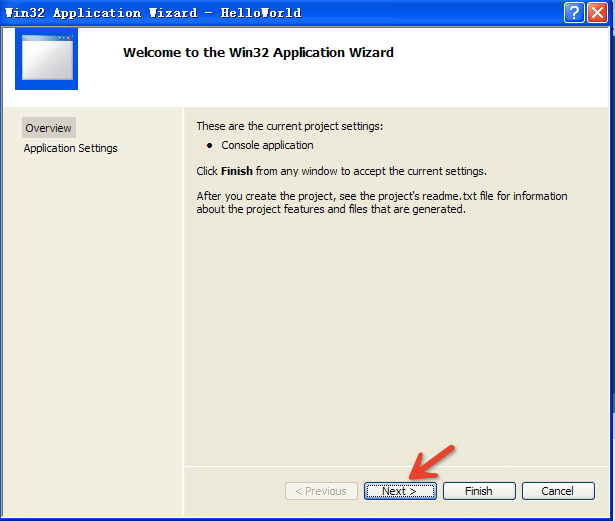 Win32 Application Wizard - HelloWorld
Welcome to the Win32 Application Wizard
Overview
Application Settings
These are the current project settings:
● Console application
Click Finish from any window to accept the current settings.
After you create the project, see the project's readme.txt file for information
about the project features and files that are generated.
< Previous
Next >
Finish
Cancel